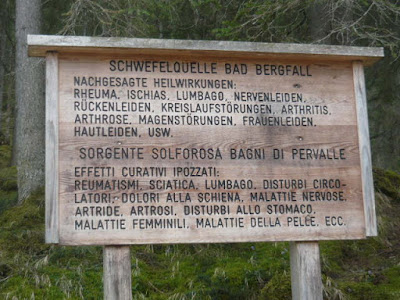 SCHWEFELQUELLE BAD BERGFALL
NACHGESAGTE HEILWIRKUNGEN:
RHEUMA, ISCHIAS, LUMBAGO, NERVENLEIDEN,
RÜCKENLEIDEN, KREISLAUFSTÖRUNGEN, ARTHRITIS,
ARTHROSE, MAGENSTÖRUNGEN, FRAUENLEIDEN,
HAUTLEIDEN, USW.
SORGENTE SOLFOROSA BAGNI DI PERVALLE
EFFETTI CURATIVI IPOZZATI:
REUMATISMI, SCIATICA, LUMBAGO, DISTURBI CIRCO-
LATORI, DOLORI ALLA SCHIENA, MALATTIE NERVOSE,
ARTRIDE, ARTROSI, DISTURBI ALLO STOMACO,
MALATTIE FEMMINILI, MALATTIE DELLA PELLE, ECC.